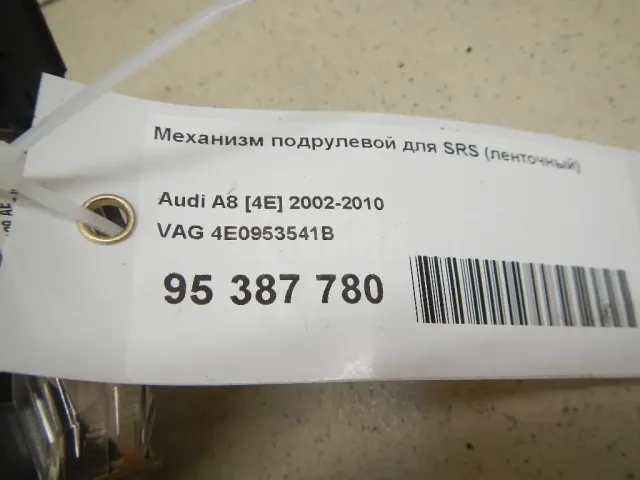 Механизм подрулевой для SRS (ленточный)
Audi A8 [4E] 2002-2010
VAG 4E0953541B
95 387 780